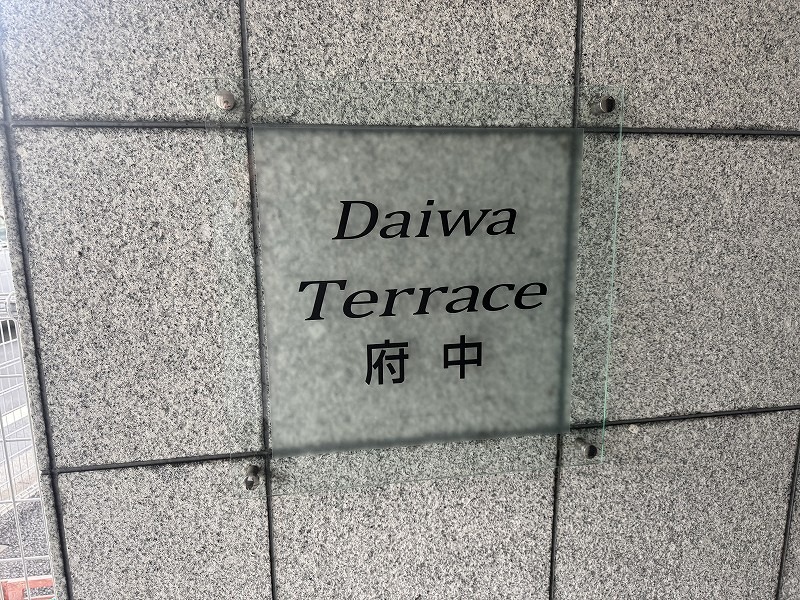 Daiwa
Terrace
府中